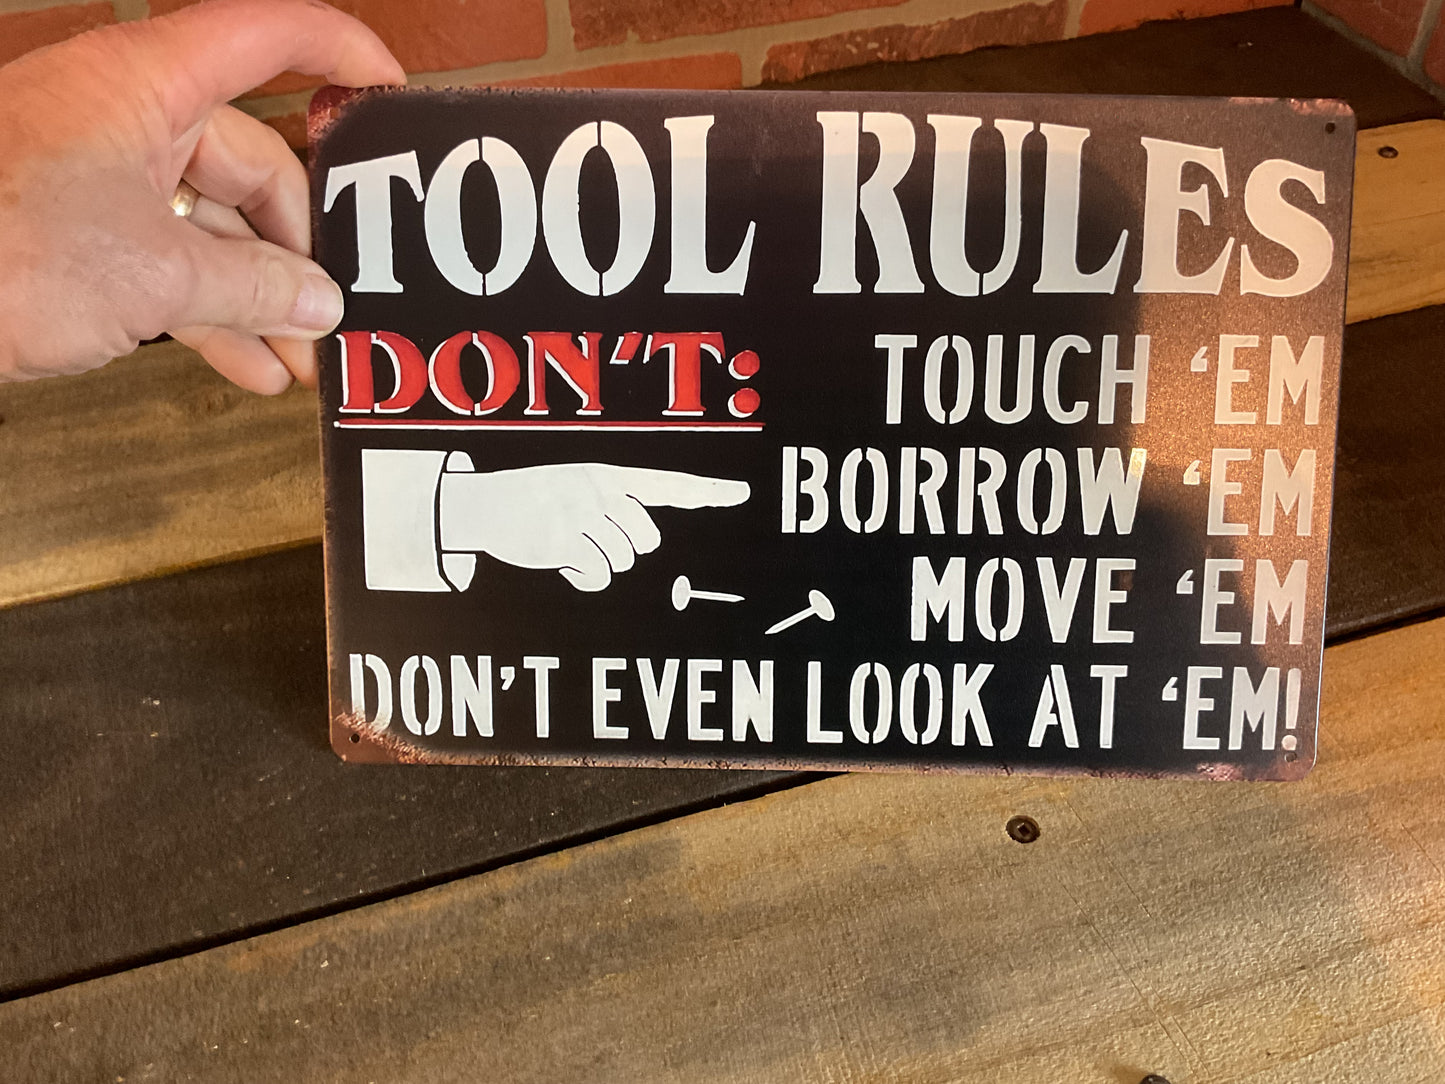 TOOL RULES
DON'T: TOUCH 'EM
BORROW 'EM
MOVE 'EM
DON'T EVEN LOOK AT 'EM!